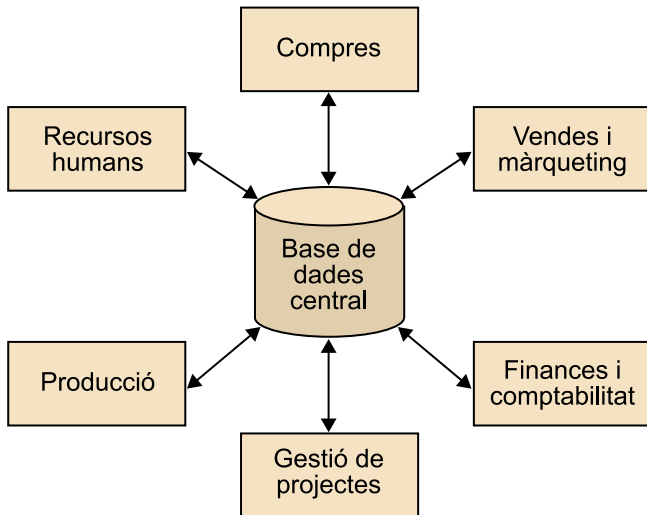 Compres
Recursos
humans
Vendes i
màrqueting
Base de
dades
central
Producció
Finances i
comptabilitat
Gestió de
projectes